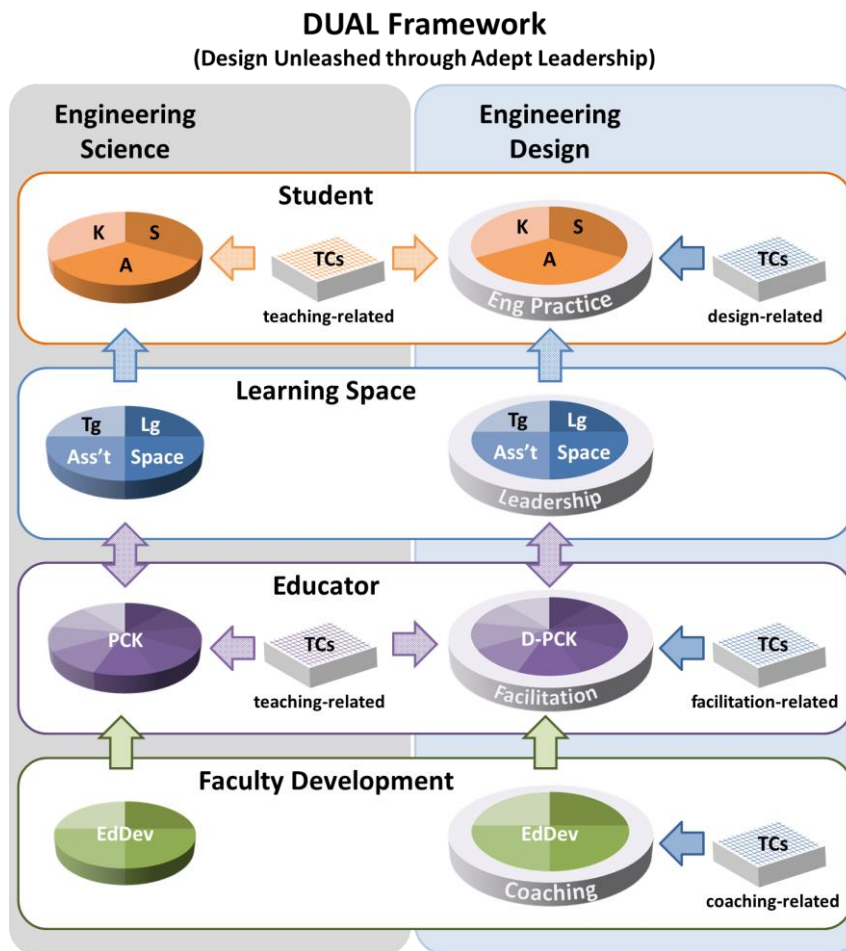 DUAL Framework
(Design Unleashed through Adept Leadership)
Engineering
Science
Engineering
Design
Student
K
S
A
TCs
teaching-related
K
S
A
Eng Practice
TCs
design-related
Learning Space
Tg
Lg
Ass't
Space
Tg
Lg
Ass't
Space
Leadership
Educator
PCK
TCs
teaching-related
D-PCK
Facilitation
TCs
facilitation-related
Faculty Development
EdDev
EdDev
Coaching
TCs
coaching-related